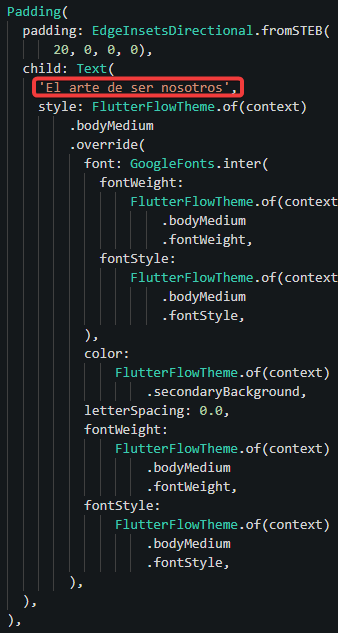 Padding(
padding: EdgeInsetsDirectional.fromSTEB(
20, 0, 0, 0),
child: Text(
'El arte de ser nosotros',
style: FlutterFlowTheme.of(context)
.bodyMedium
.override(
font: GoogleFonts.inter(
fontWeight:
FlutterFlowTheme.of(context
.bodyMedium
.fontWeight,
fontStyle:
FlutterFlowTheme.of(context
.bodyMedium
.fontStyle,
),
color:
FlutterFlowTheme.of(context)
.secondaryBackground,
letterSpacing: 0.0,
fontWeight:
FlutterFlowTheme.of(context)
.bodyMedium
.fontWeight,
fontStyle:
FlutterFlowTheme.of(context)
.bodyMedium
.fontStyle,
),
),
),